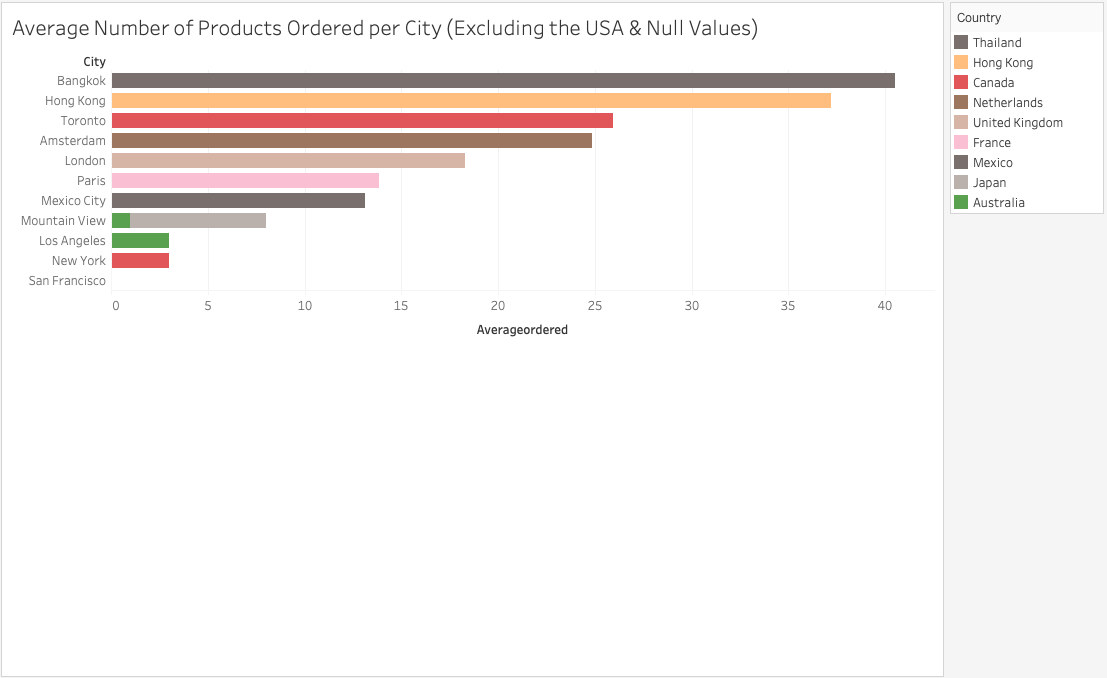 Average Number of Products Ordered per City (Excluding the USA & Null Values)
City
Bangkok
Hong Kong
Toronto
Amsterdam
London
Paris
Mexico City
Mountain View
Los Angeles
New York
San Francisco
0 5 10 15 20 25 30 35 40
Averageordered
Country
Thailand
Hong Kong
Canada
Netherlands
United Kingdom
France
Mexico
Japan
Australia